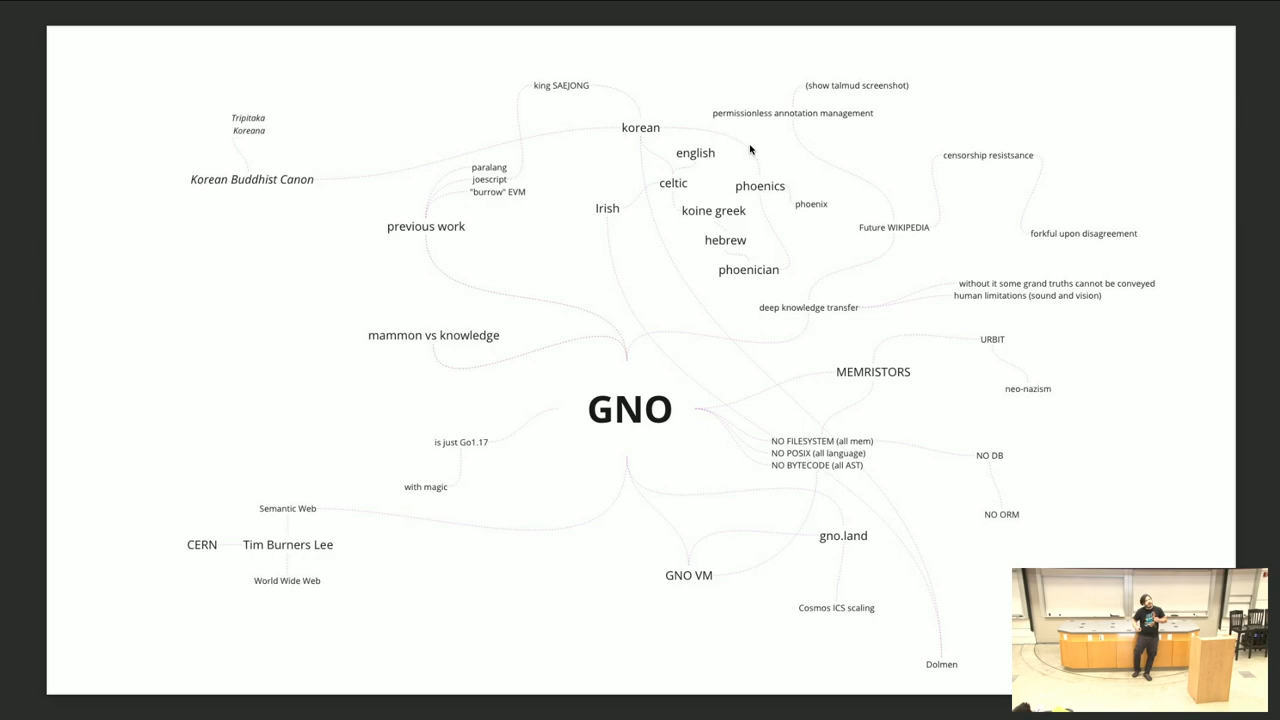 king SAEJONG
(show talmud screenshot)
permissionless annotation management
Tripitaka
Koreana
korean
english
censorship resistsance
paralang
joescript
"burrow" EVM
Korean Buddhist Canon
celtic
phoenics
phoenix
Irish
koine greek
previous work
Future WIKIPEDIA
forkful upon disagreement
hebrew
phoenician
without it some grand truths cannot be conveyed
human limitations (sound and vision)
deep knowledge transfer
mammon vs knowledge
URBIT
MEMRISTORS
neo-nazism
GNO
is just Go1.17
NO FILESYSTEM (all mem)
NO POSIX (all language)
NO BYTECODE (all AST)
NO DB
with magic
Semantic Web
NO ORM
CERN
Tim Burners Lee
gno.land
World Wide Web
GNO VM
Cosmos ICS scaling
Dolmen